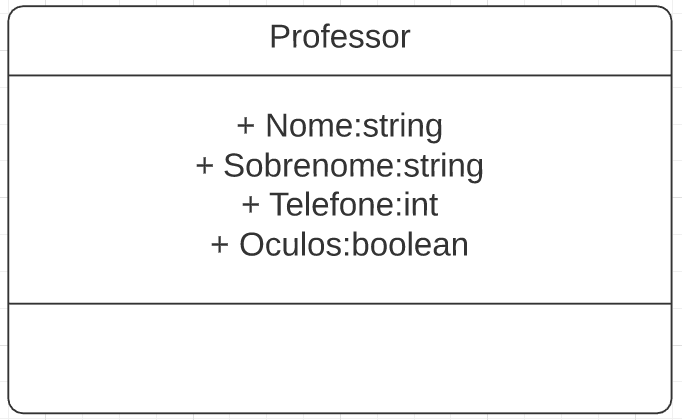 Professor
+ Nome:string
+ Sobrenome:string
+ Telefone:int
+ Oculos:boolean